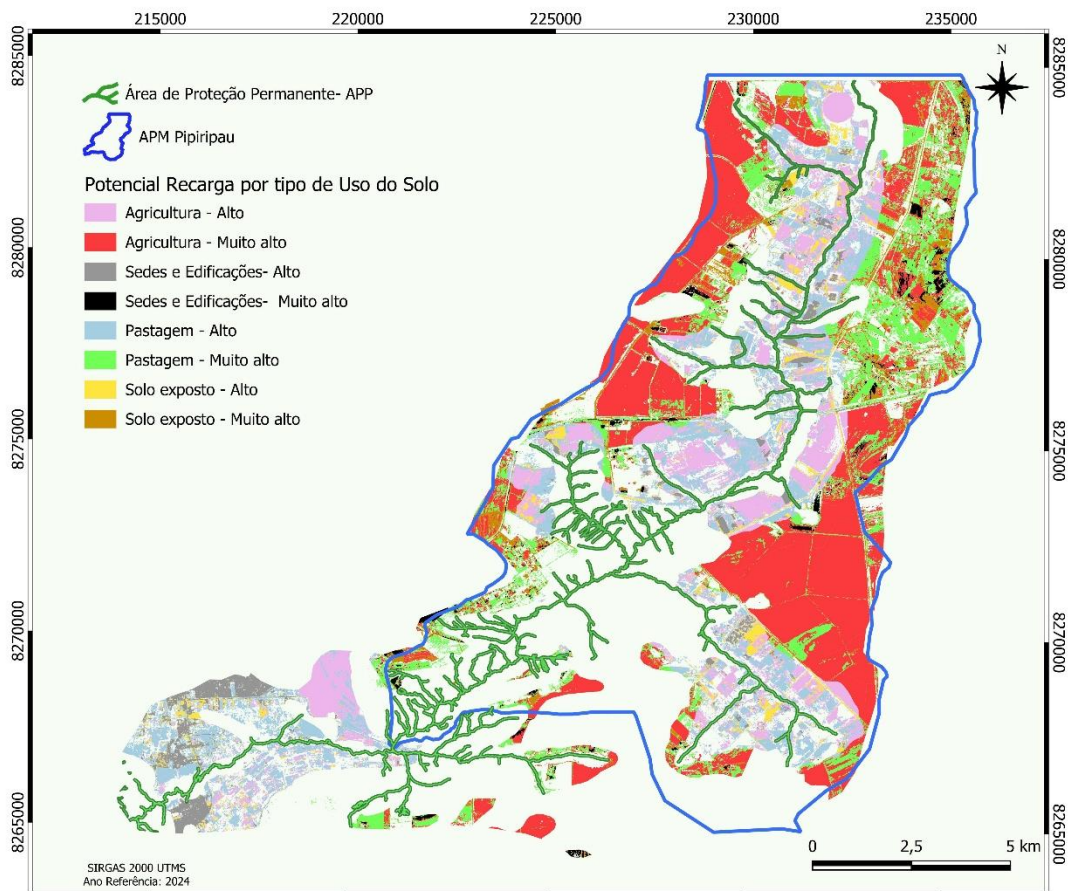 215000 220000 225000 230000 235000
8285000 8285000
N
Área de Proteção Permanente- APP
APM Pipiripau
Potencial Recarga por tipo de Uso do Solo
Agricultura - Alto
Agricultura - Muito alto
Sedes e Edificações- Alto
Sedes e Edificações- Muito alto
Pastagem - Alto
Pastagem - Muito alto
Solo exposto - Alto
Solo exposto - Muito alto
8280000 8280000
8275000 8275000
8270000 8270000
8265000 8265000
0 2,5 5 km
SIRGAS 2000 UTMS
Ano Referência: 2024